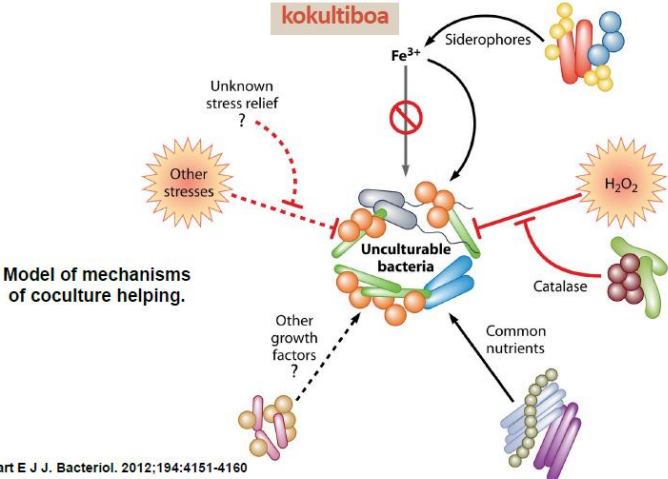 kokultiboa
Siderophores
Fe³⁺
Unknown
stress relief
?
Other
stresses
H₂O₂
Unculturable
bacteria
Model of mechanisms
of coculture helping.
Catalase
Other
growth
factors
?
Common
nutrients
art E J J. Bacteriol. 2012;194:4151-4160